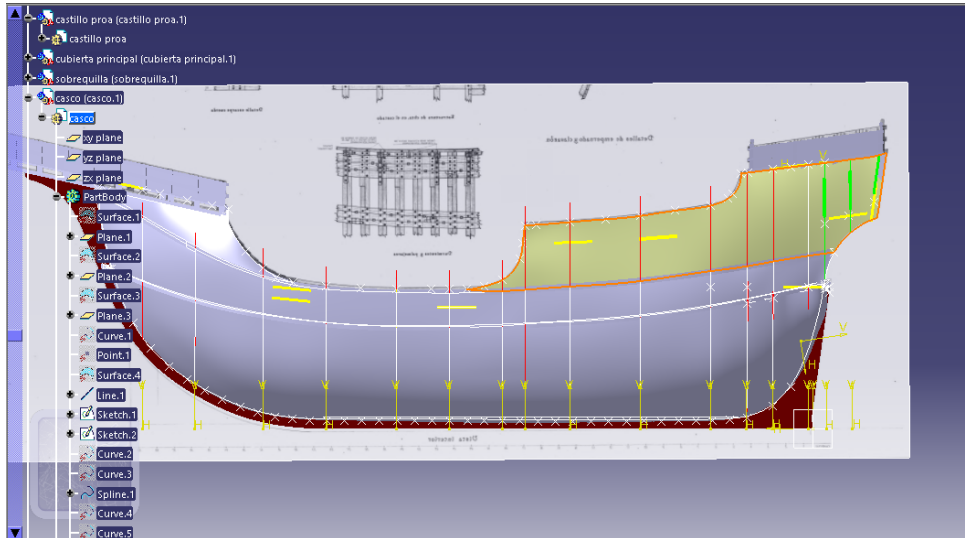 castillo proa (castillo proa.1)
castillo proa
cubierta principal (cubierta principal.1)
sobrequilla (sobrequilla.1)
casco (casco.1)
casco
xy plane
yz plane
zx plane
PartBody
Surface.1
Plane.1
Surface.2
Plane.2
Surface.3
Plane.3
Curve.1
Point.1
Surface.4
Line.1
Sketch.1
Sketch.2
Curve.2
Curve.3
Spline.1
Curve.4
Curve.5
Vista interior
V
H